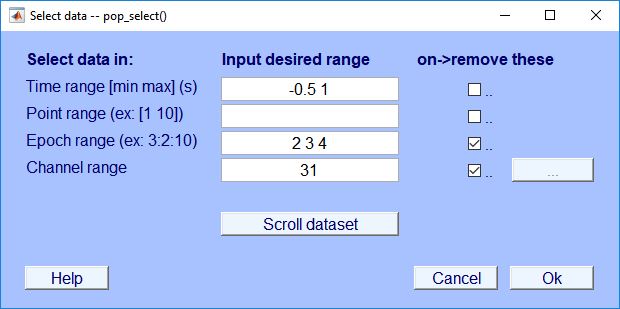 Select data -- pop_select()
Select data in: Input desired range on->remove these
Time range [min max] (s) -0.5 1 ..
Point range (ex: [1 10]) ..
Epoch range (ex: 3:2:10) 2 3 4 ..
Channel range 31 .. ...
Scroll dataset
Help Cancel Ok